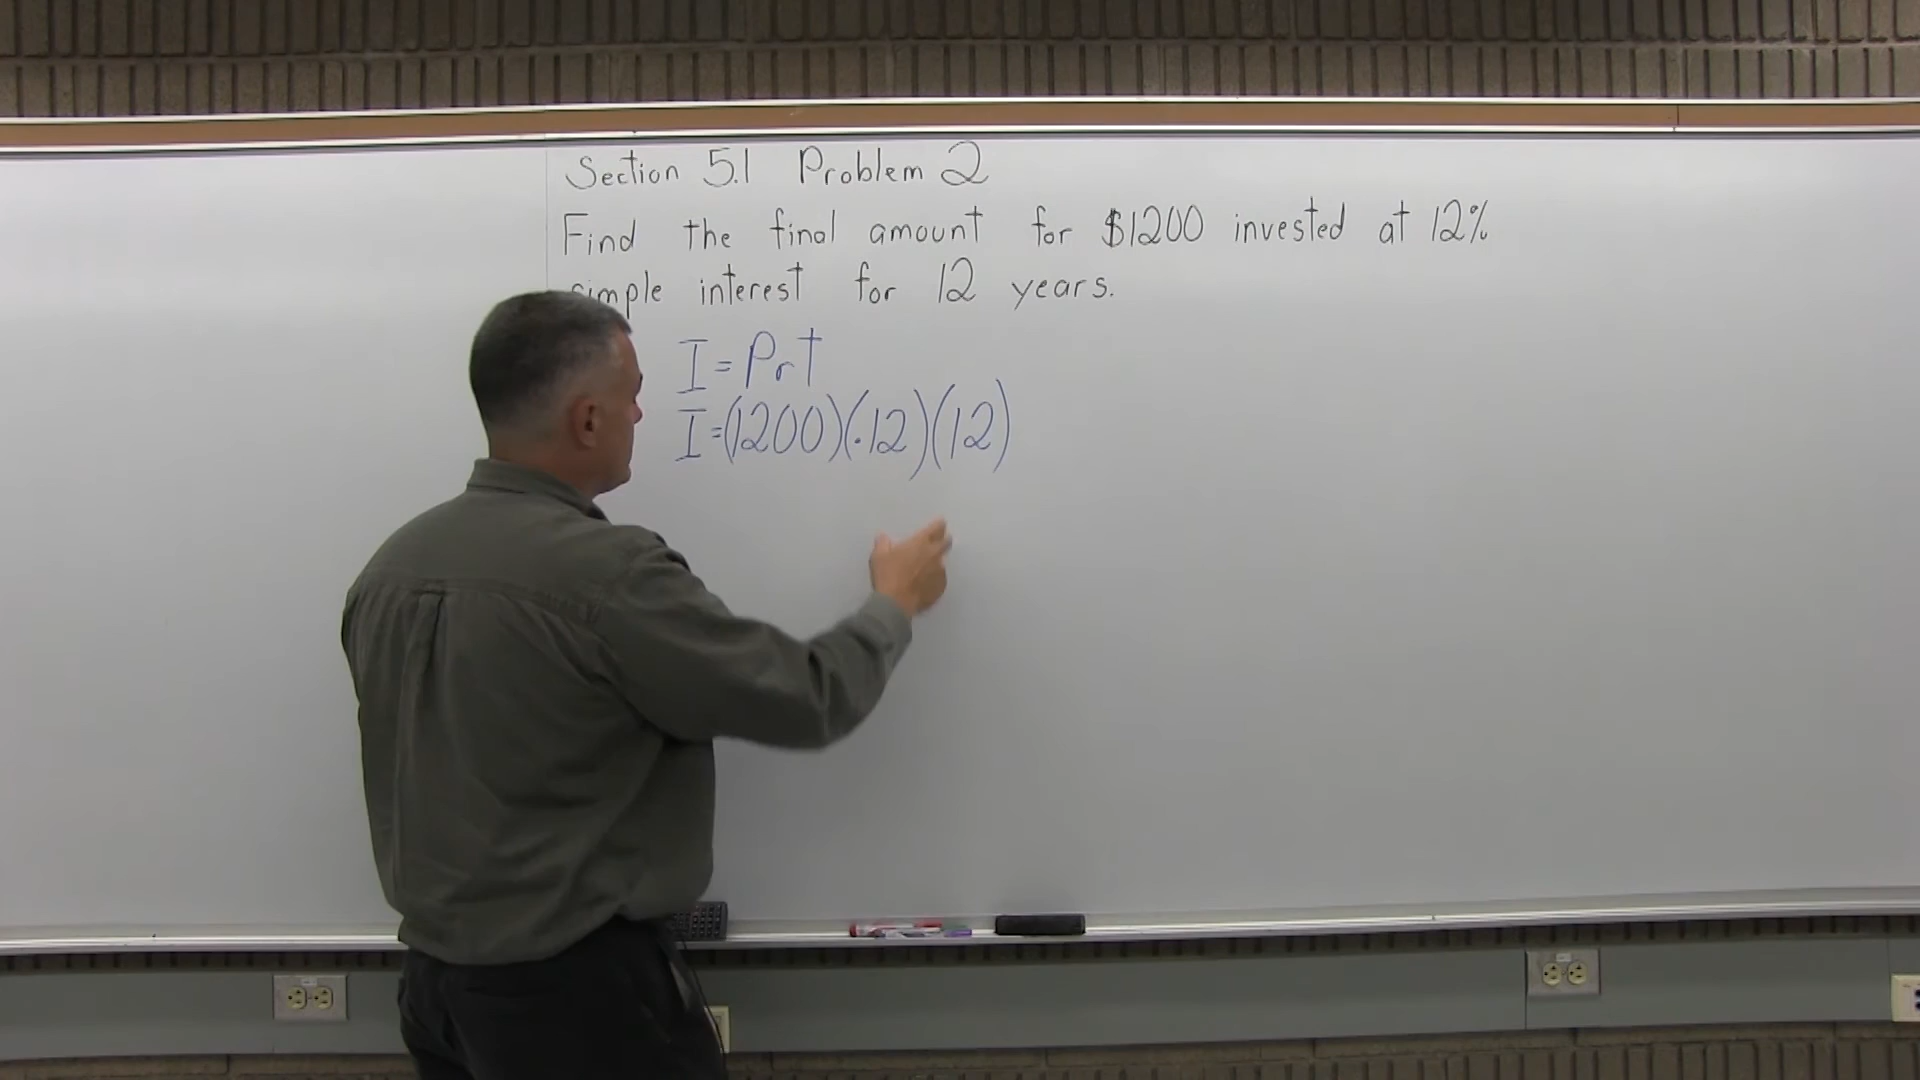 Section 5.1 Problem 2
Find the final amount for $1200 invested at 12%
simple interest for 12 years.
I = Prt
I=(1200)(.12)(12)